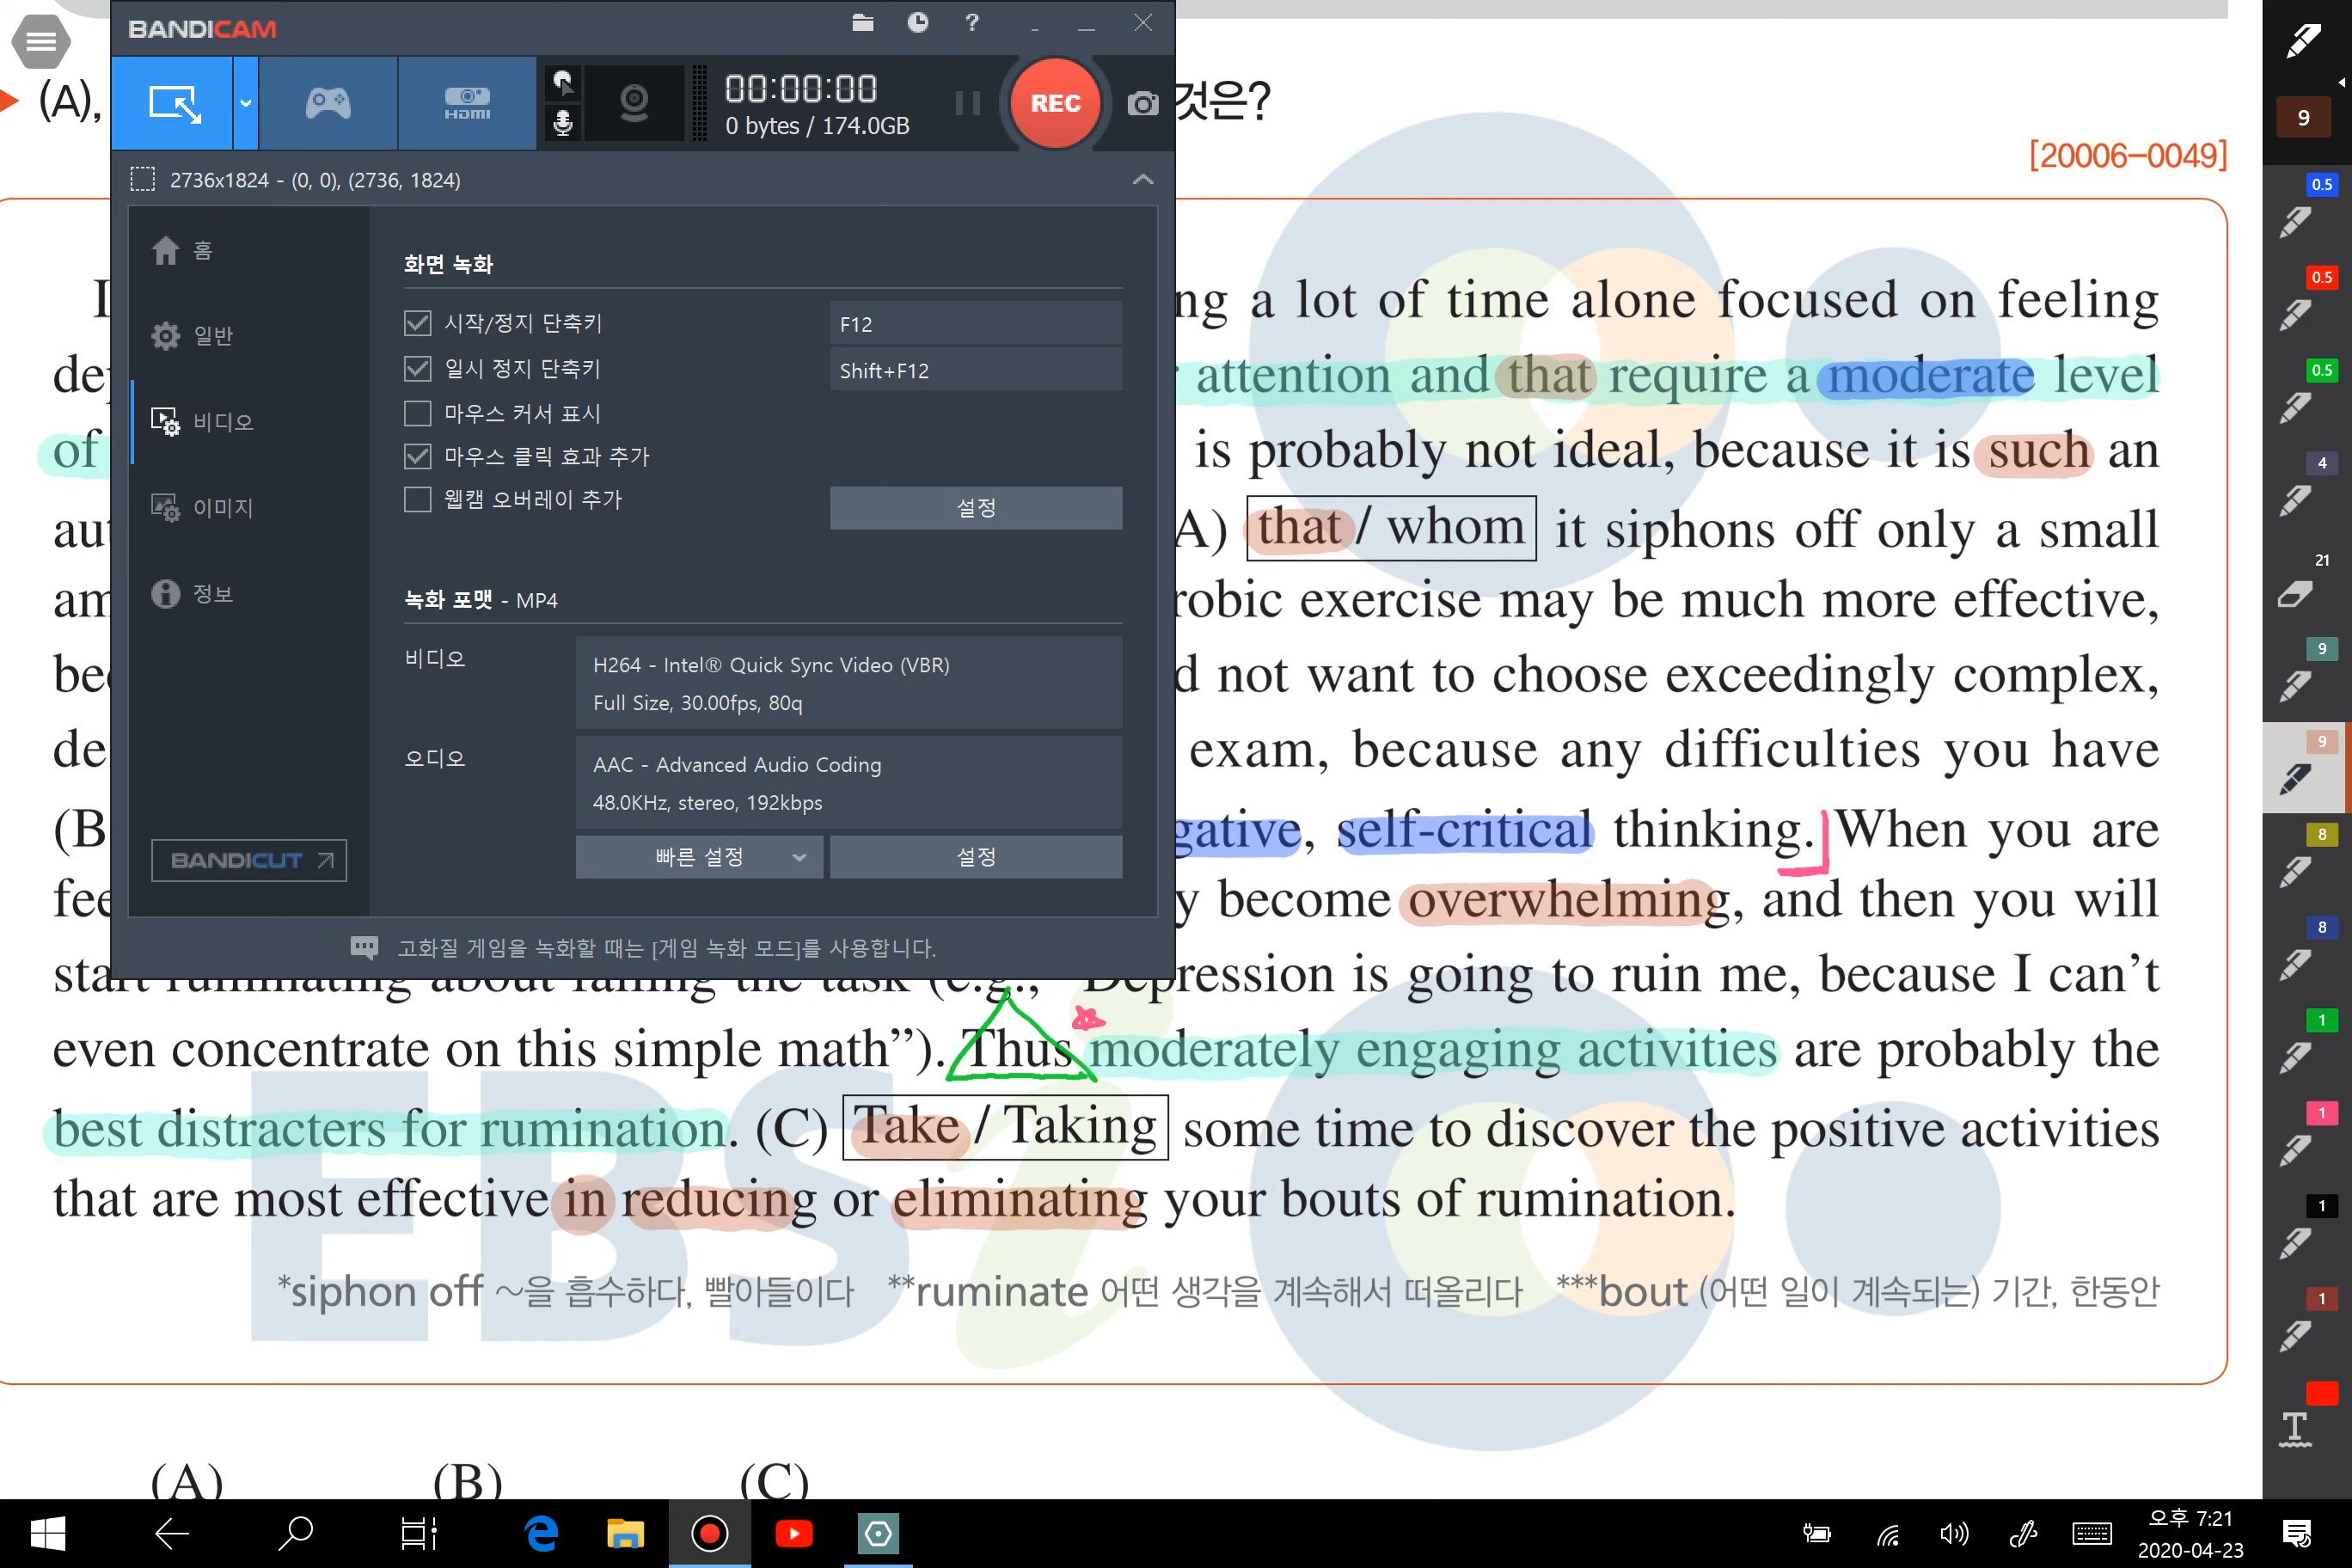 BANDICAM
(A), 것은?
HDMI
00:00:00
0 bytes / 174.0GB
REC
[20006-0049]
2736x1824 - (0, 0), (2736, 1824)
홈
일반
비디오
이미지
정보
BANDICUT
화면 녹화
시작/정지 단축키 F12
일시 정지 단축키 Shift+F12
마우스 커서 표시
마우스 클릭 효과 추가
웹캠 오버레이 추가 설정
녹화 포맷 - MP4
비디오
H264 - Intel® Quick Sync Video (VBR)
Full Size, 30.00fps, 80q
오디오
AAC - Advanced Audio Coding
48.0KHz, stereo, 192kbps
빠른 설정 설정
고화질 게임을 녹화할 때는 [게임 녹화 모드]를 사용합니다.
a lot of time alone focused on feeling
attention and that require a moderate level
of is probably not ideal, because it is such an
A) that / whom it siphons off only a small
exercise may be much more effective,
not want to choose exceedingly complex,
exam, because any difficulties you have
(B self-critical thinking. When you are
become overwhelming, and then you will
start ruminating about failing the task (e.g., "Depression is going to ruin me, because I can't
even concentrate on this simple math"). Thus moderately engaging activities are probably the
best distracters for rumination. (C) Take / Taking some time to discover the positive activities
that are most effective in reducing or eliminating your bouts of rumination.
*siphon off ~을 흡수하다, 빨아들이다 **ruminate 어떤 생각을 계속해서 떠올리다 ***bout (어떤 일이 계속되는) 기간, 한동안
EBSi
(A) (B) (C)
9
0.5
0.5
0.5
4
21
9
9
8
8
1
1
1
1
T
오후 7:21
2020-04-23